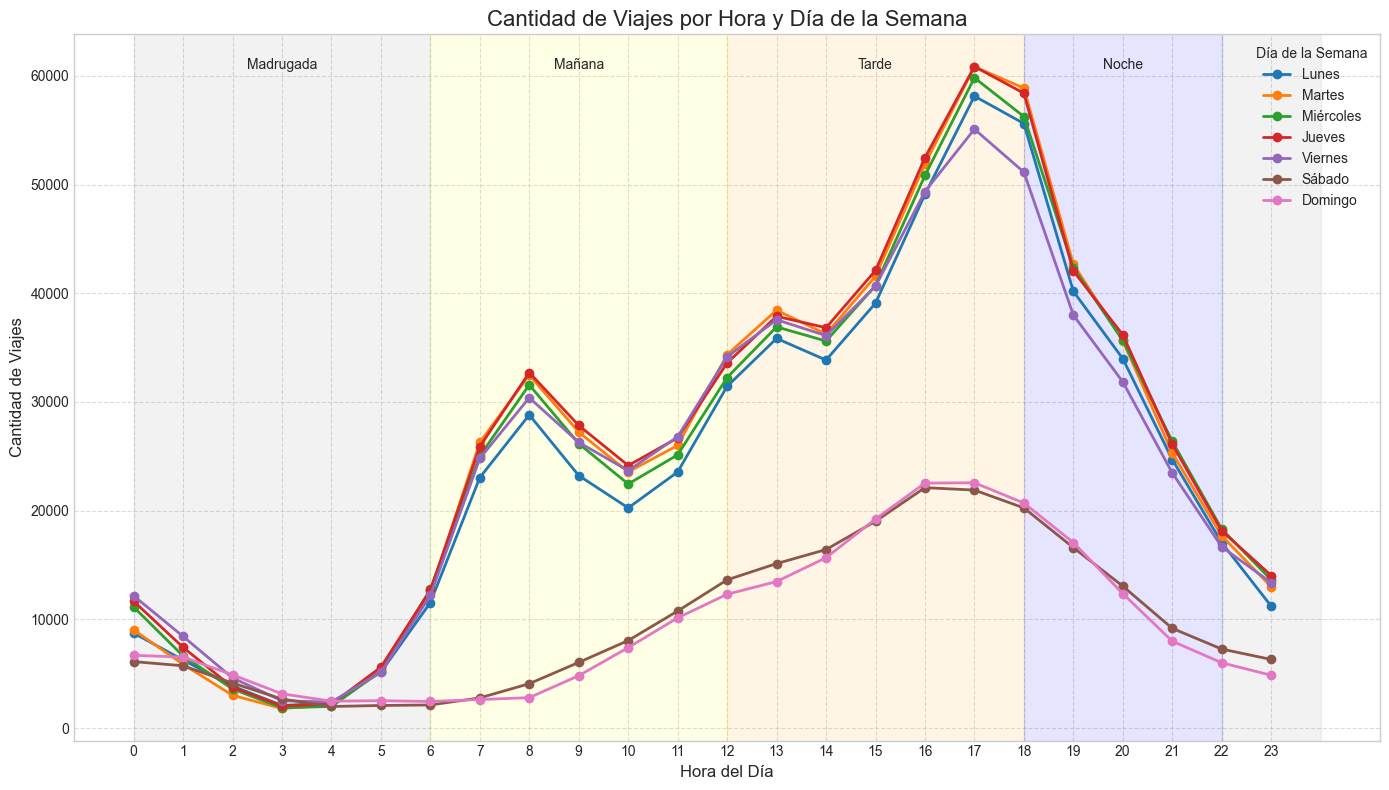 Cantidad de Viajes por Hora y Día de la Semana
Madrugada
Mañana
Tarde
Noche
Día de la Semana
Lunes
Martes
Miércoles
Jueves
Viernes
Sábado
Domingo
Cantidad de Viajes
60000
50000
40000
30000
20000
10000
0
0 1 2 3 4 5 6 7 8 9 10 11 12 13 14 15 16 17 18 19 20 21 22 23
Hora del Día